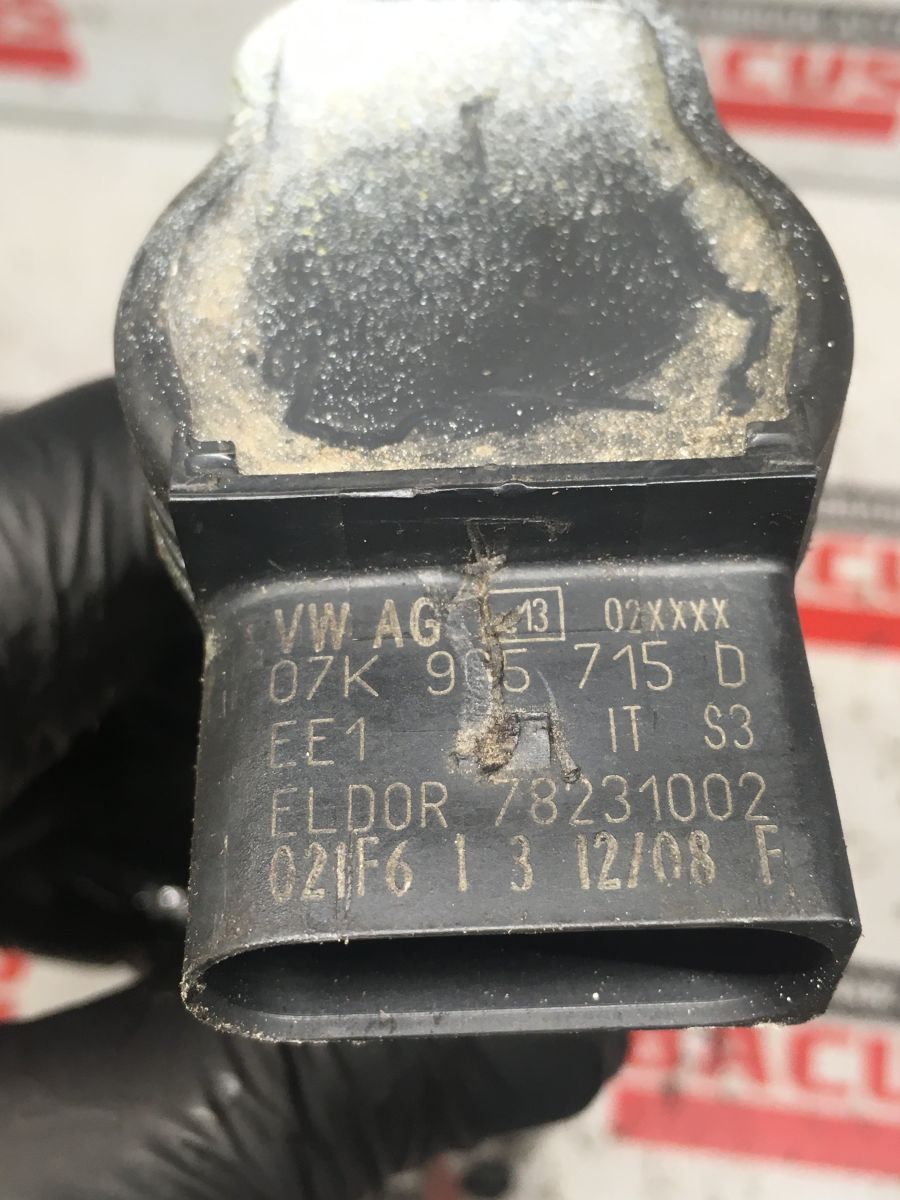 VW AG 13 02XXXX
07K 905 715 D
EE1 IT S3
ELDOR 78231002
021F6 1 3 12/08 F